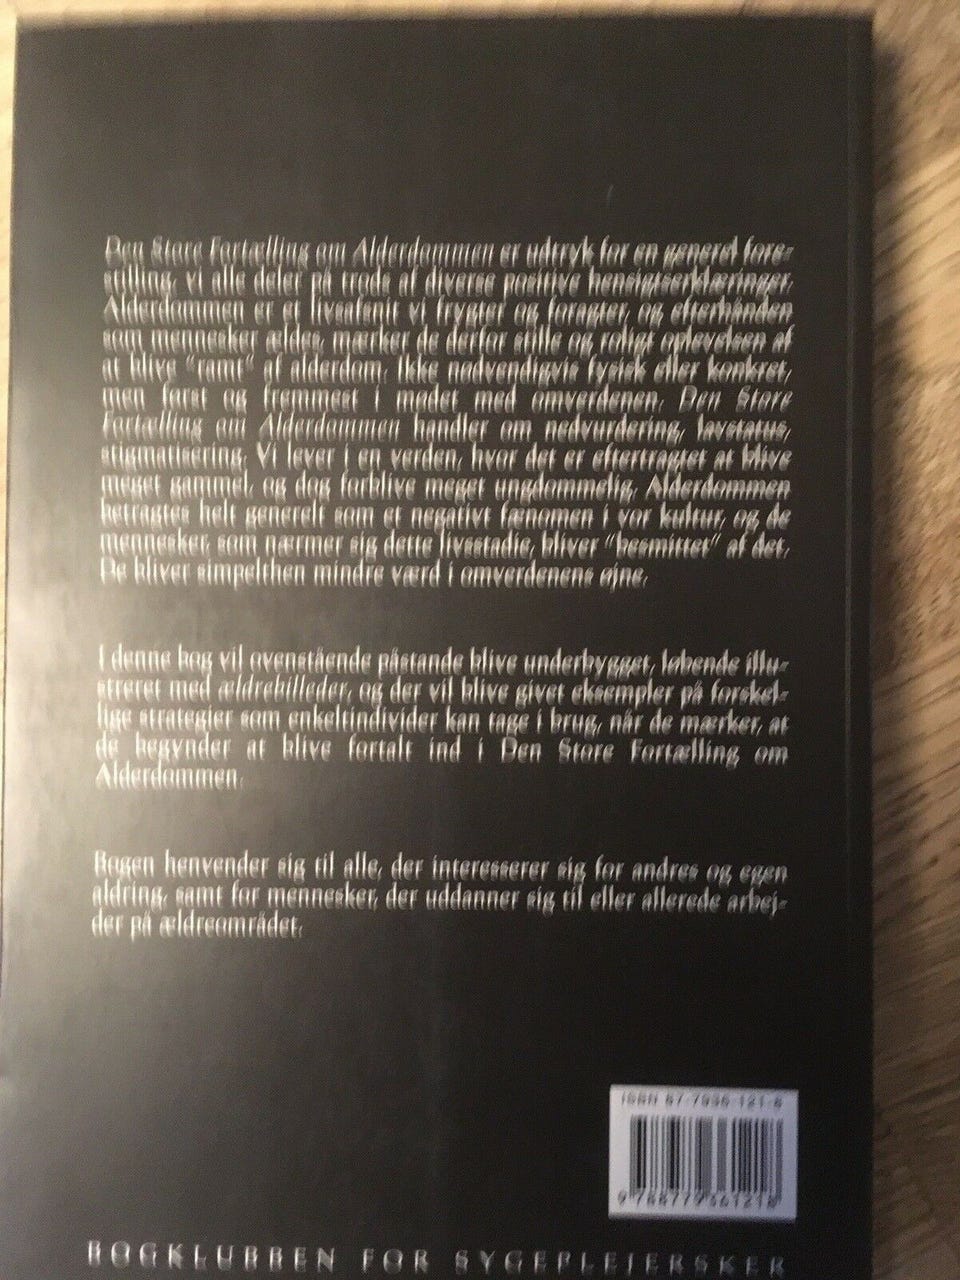 Den Store Fortælling om Alderdommen er udtryk for en generel fore-
stilling, vi alle deler på trods af diverse positive hensigtserklæringer.
Alderdommen er et livsafsnit vi frygter og foragter, og efterhånden
som mennesker ældes, mærker de derfor stille og roligt oplevelsen af
at blive "ramt" af alderdom. Ikke nødvendigvis fysisk eller konkret,
men først og fremmest i mødet med omverdenen. Den Store
Fortælling om Alderdommen handler om nedvurdering, lavstatus,
stigmatisering. Vi lever i en verden, hvor det er eftertragtet at blive
meget gammel, og dog forblive meget ungdommelig. Alderdommen
betragtes helt generelt som et negativt fænomen i vor kultur, og de
mennesker, som nærmer sig dette livsstadie, bliver "besmittet" af det.
De bliver simpelthen mindre værd i omverdenens øjne.
I denne bog vil ovenstående påstande blive underbygget, løbende illu-
streret med ældrebilleder, og der vil blive givet eksempler på forskel-
lige strategier som enkeltindivider kan tage i brug, når de mærker, at
de begynder at blive fortalt ind i Den Store Fortælling om
Alderdommen.
Bogen henvender sig til alle, der interesserer sig for andres og egen
aldring, samt for mennesker, der uddanner sig til eller allerede arbej-
der på ældreområdet.
ISBN 87-7936-121-8
9 788779 361218
BOGKLUBBEN FOR SYGEPLEJERSKER